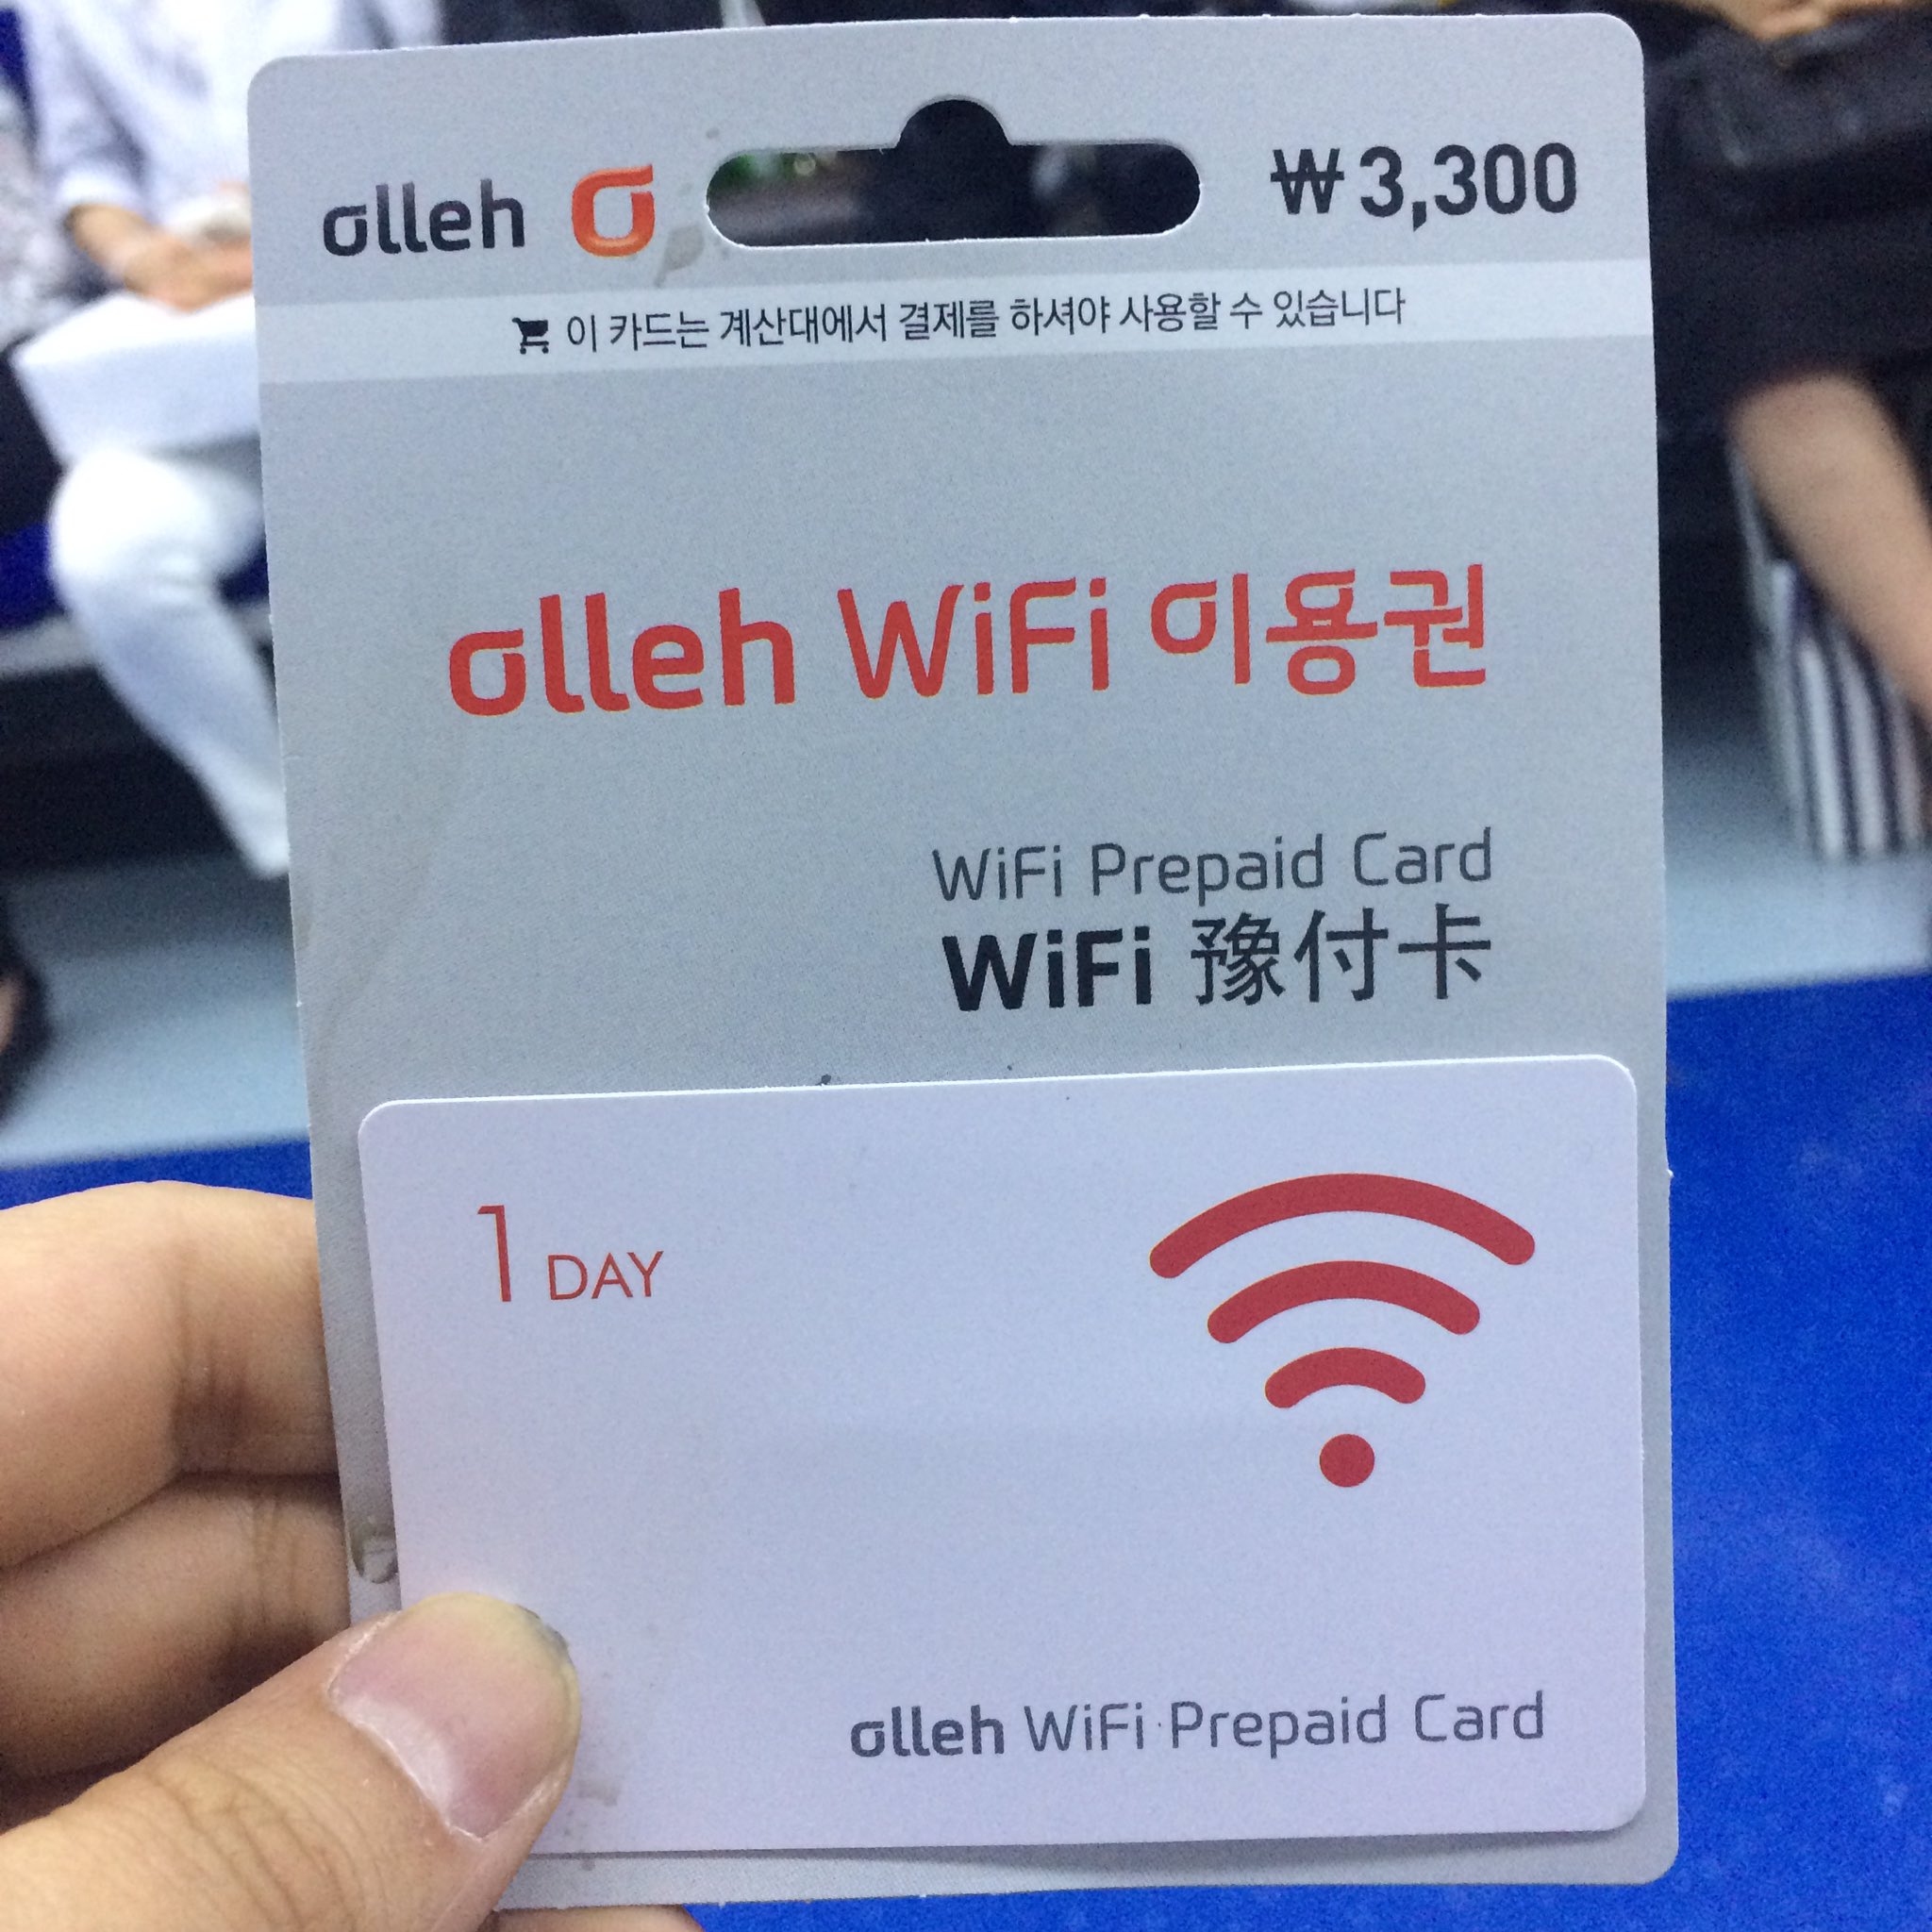 olleh
₩3,300
이 카드는 계산대에서 결제를 하셔야 사용할 수 있습니다
olleh WiFi 이용권
WiFi Prepaid Card
WiFi 豫付卡
1 DAY
olleh WiFi Prepaid Card